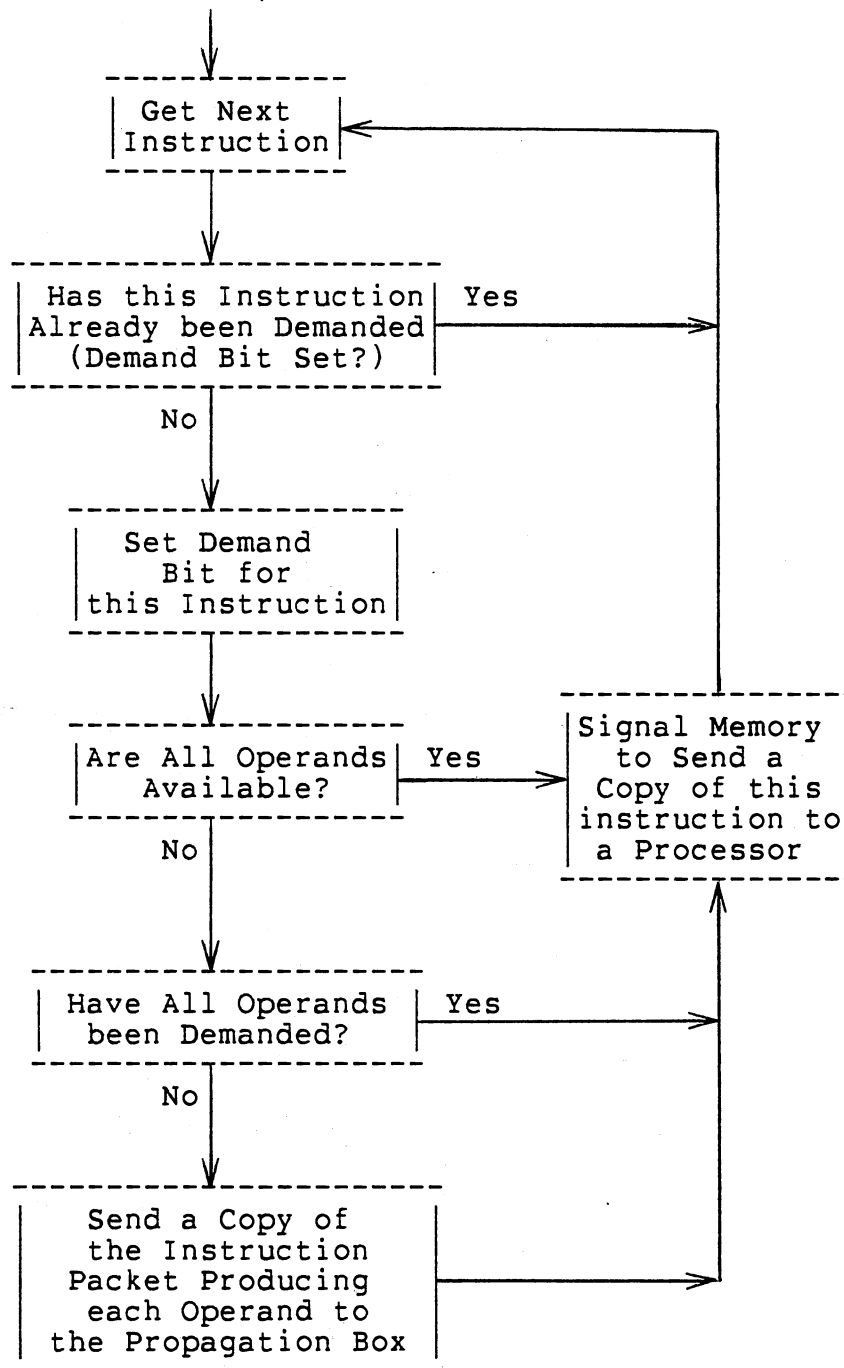 Get Next
Instruction
Has this Instruction
Already been Demanded
(Demand Bit Set?)
Yes
No
Set Demand
Bit for
this Instruction
Are All Operands
Available?
Yes
No
Signal Memory
to Send a
Copy of this
instruction to
a Processor
Have All Operands
been Demanded?
Yes
No
Send a Copy of
the Instruction
Packet Producing
each Operand to
the Propagation Box